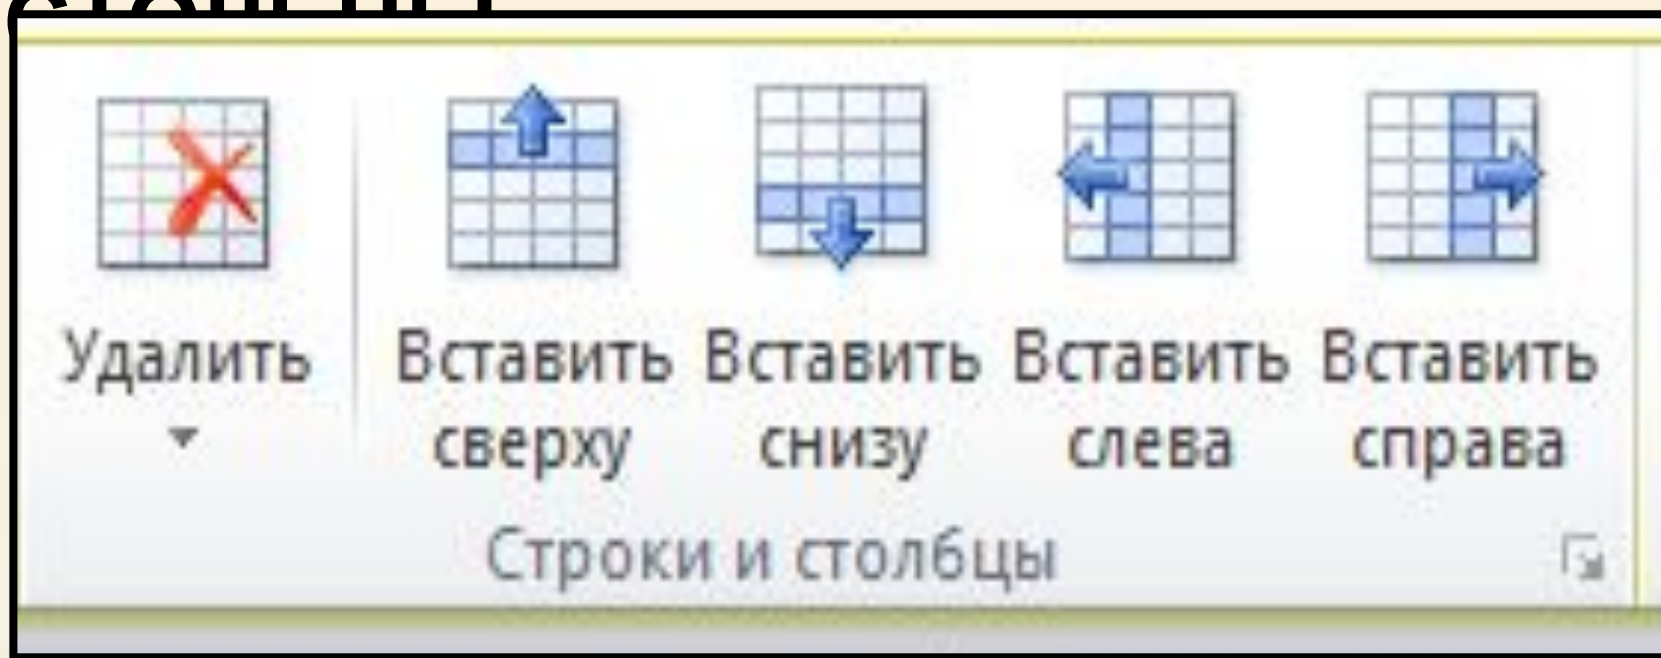 Удалить
Вставить сверху
Вставить снизу
Вставить слева
Вставить справа
Строки и столбцы